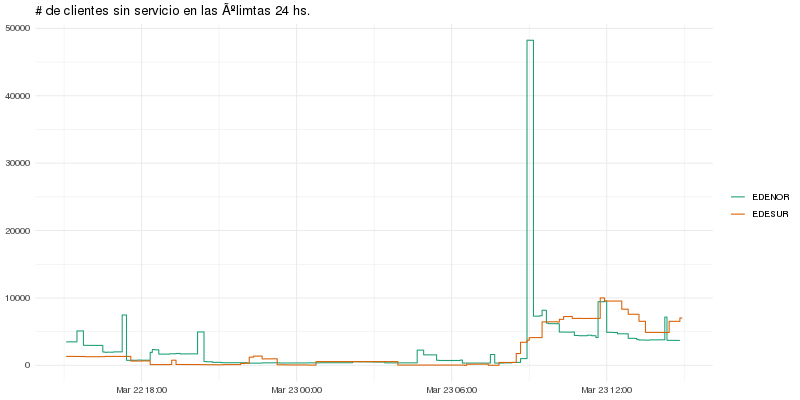 # de clientes sin servicio en las Ãºlimtas 24 hs.
50000
40000
30000
20000
10000
0
Mar 22 18:00
Mar 23 00:00
Mar 23 06:00
Mar 23 12:00
EDENOR
EDESUR